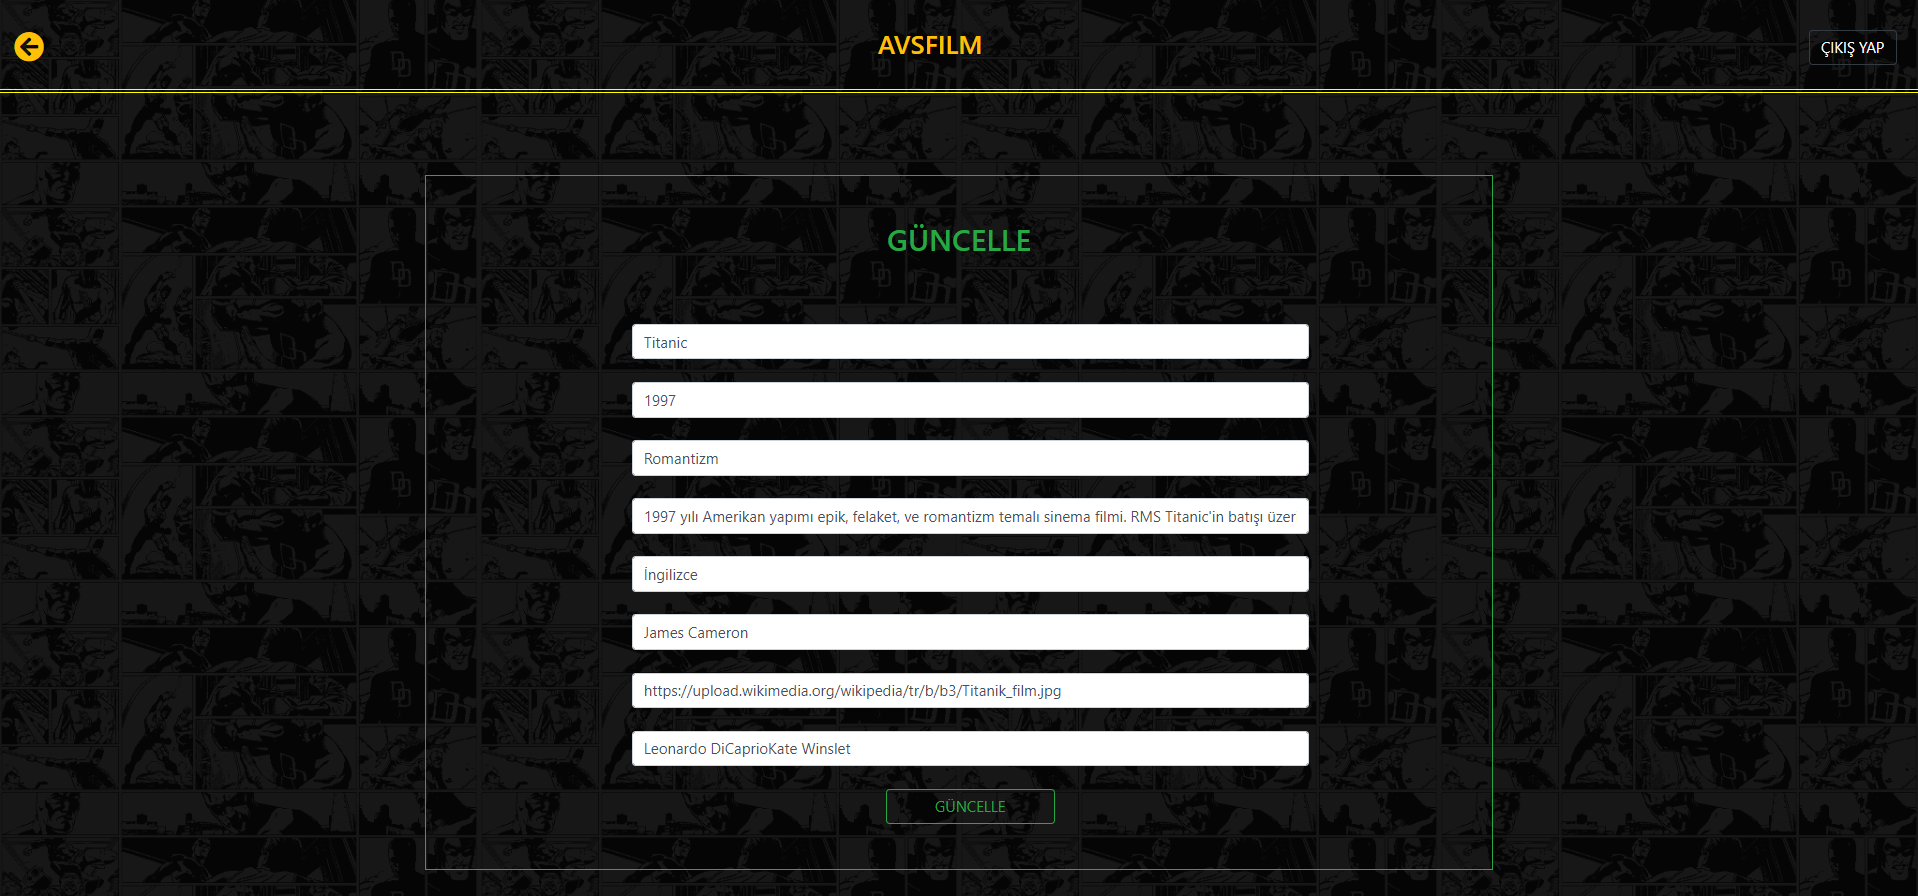 AVSFILM
ÇIKIŞ YAP
GÜNCELLE
Titanic
1997
Romantizm
1997 yılı Amerikan yapımı epik, felaket, ve romantizm temalı sinema filmi. RMS Titanic'in batışı üzer
İngilizce
James Cameron
https://upload.wikimedia.org/wikipedia/tr/b/b3/Titanik_film.jpg
Leonardo DiCaprioKate Winslet
GÜNCELLE